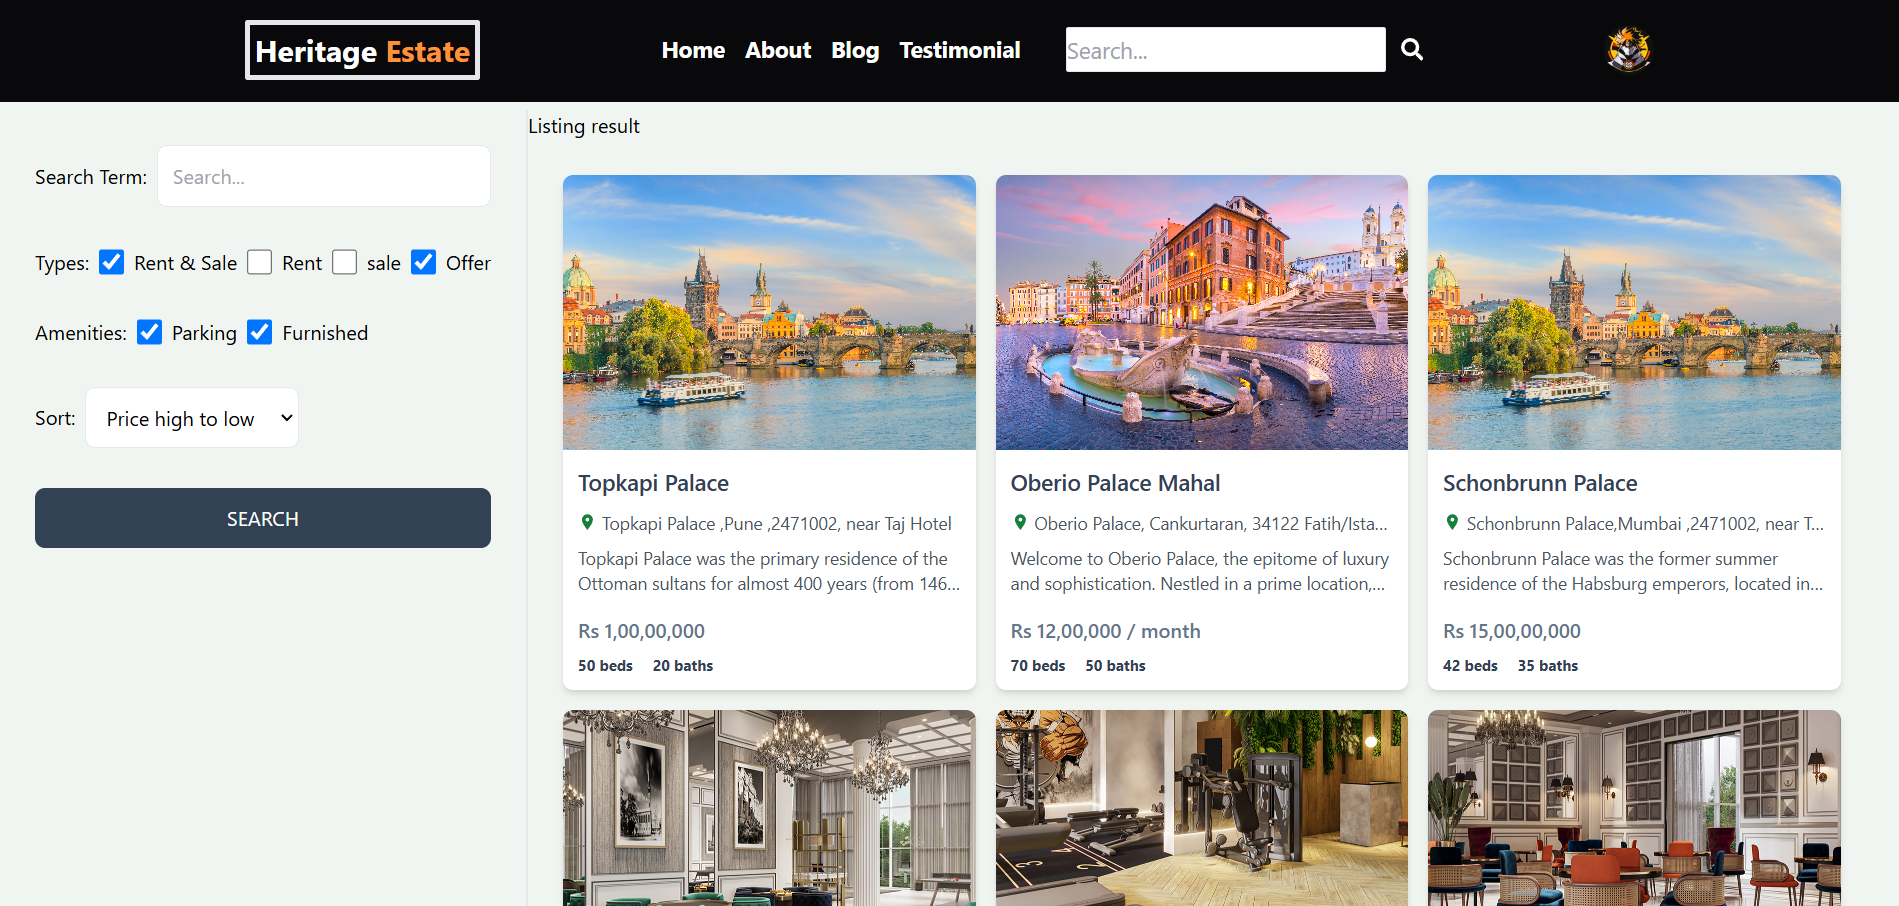 Heritage Estate
Home About Blog Testimonial Search...
Listing result
Search Term: Search...
Types: Rent & Sale Rent sale Offer
Amenities: Parking Furnished
Sort: Price high to low
SEARCH
Topkapi Palace
Topkapi Palace ,Pune ,2471002, near Taj Hotel
Topkapi Palace was the primary residence of the
Ottoman sultans for almost 400 years (from 146...
Rs 1,00,00,000
50 beds 20 baths
Oberio Palace Mahal
Oberio Palace, Cankurtaran, 34122 Fatih/Ista...
Welcome to Oberio Palace, the epitome of luxury
and sophistication. Nestled in a prime location,...
Rs 12,00,000 / month
70 beds 50 baths
Schonbrunn Palace
Schonbrunn Palace,Mumbai ,2471002, near T...
Schonbrunn Palace was the former summer
residence of the Habsburg emperors, located in...
Rs 15,00,00,000
42 beds 35 baths